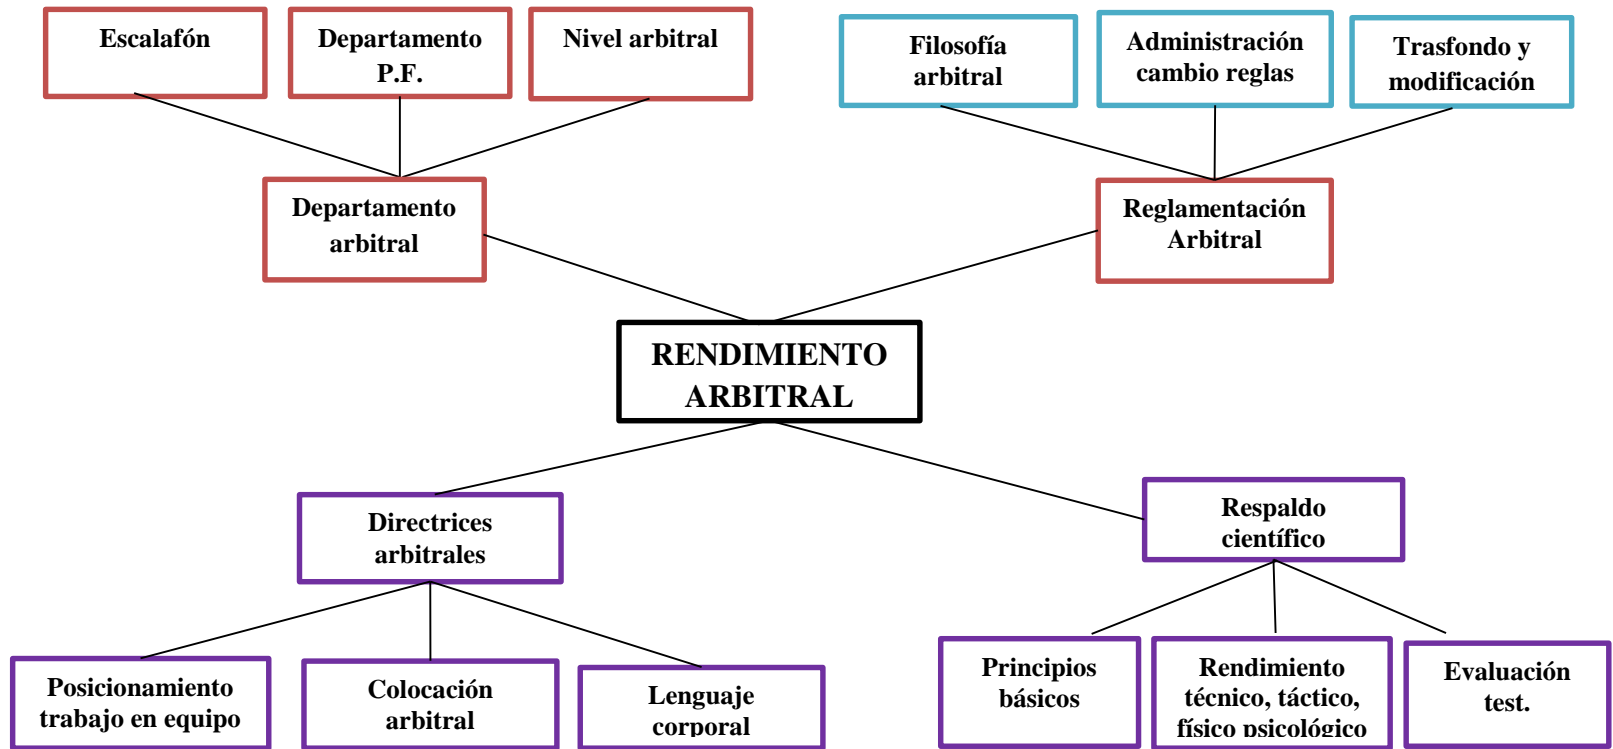 Escalafón
Departamento
P.F.
Nivel arbitral
Filosofía
arbitral
Administración
cambio reglas
Trasfondo y
modificación
Departamento
arbitral
Reglamentación
Arbitral
RENDIMIENTO
ARBITRAL
Directrices
arbitrales
Respaldo
científico
Posicionamiento
trabajo en equipo
Colocación
arbitral
Lenguaje
corporal
Principios
básicos
Rendimiento
técnico, táctico,
físico psicológico
Evaluación
test.